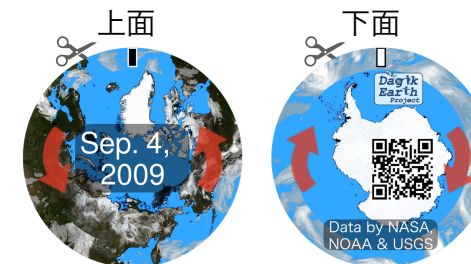 上面
下面
Sep. 4,
2009
Dagik
Earth
Project
Data by NASA,
NOAA & USGS